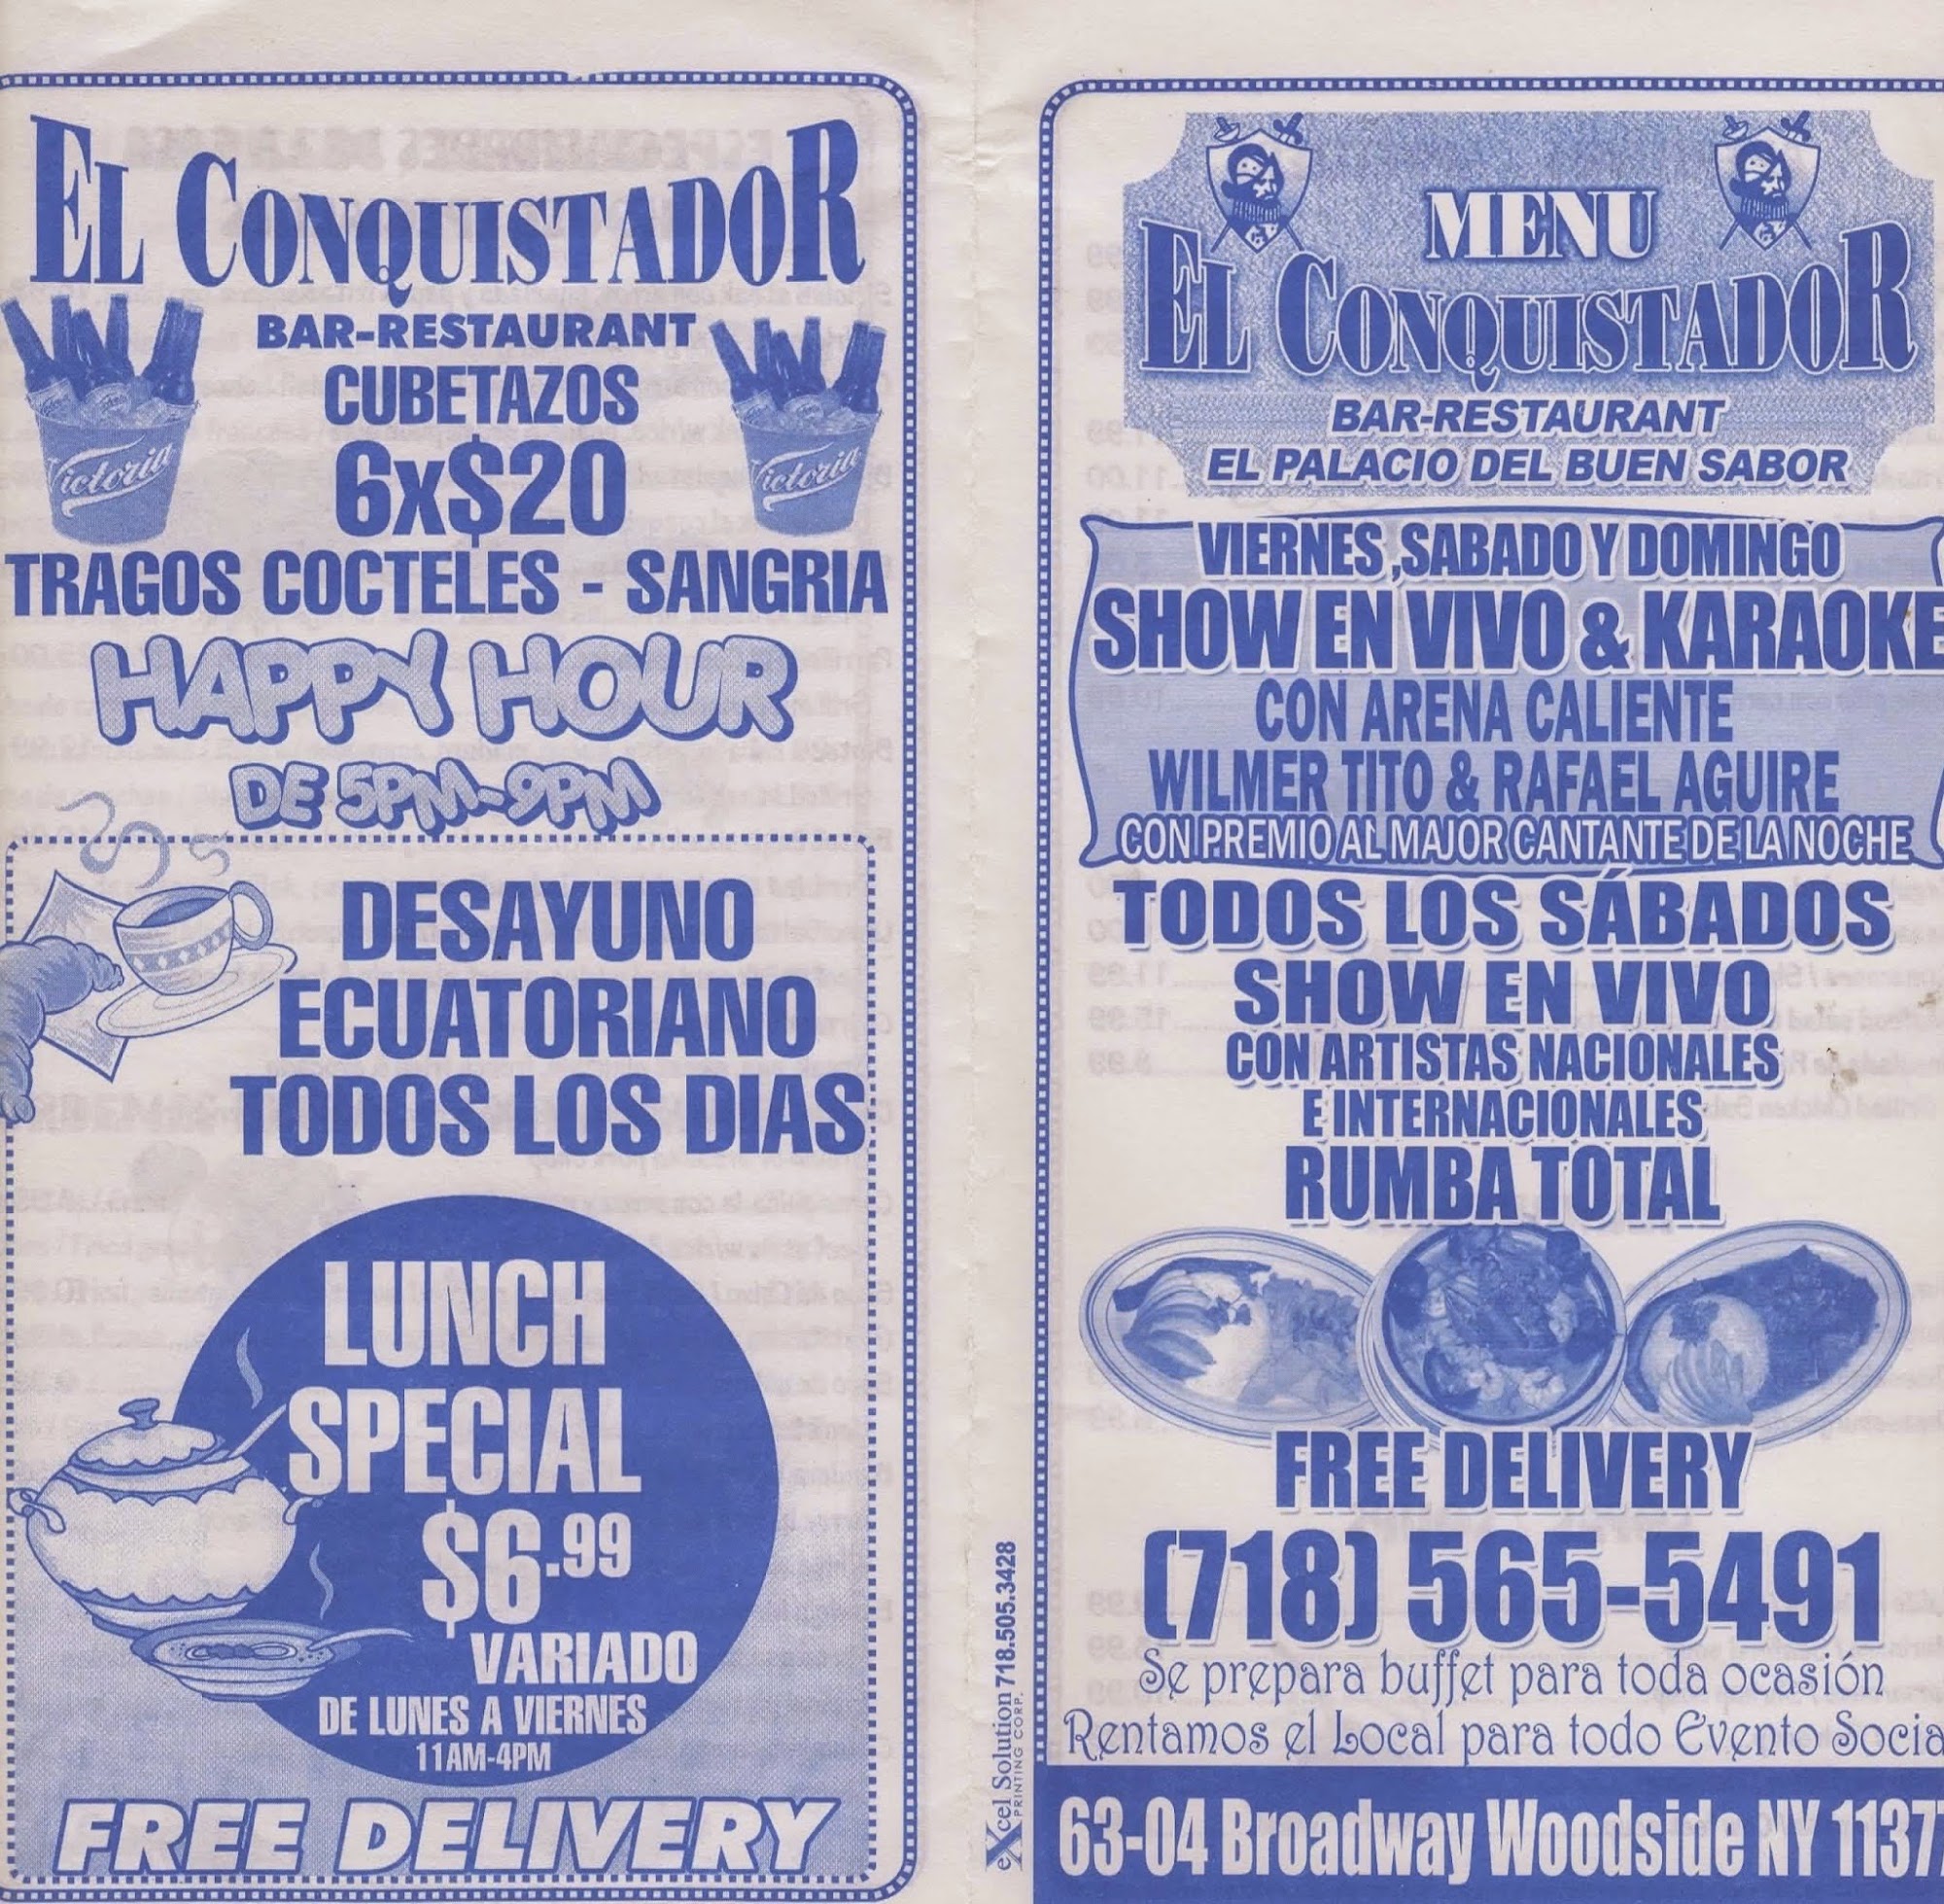 EL CONQUISTADOR
BAR-RESTAURANT
CUBETAZOS
6x$20
Victoria
Victoria
TRAGOS COCTELES - SANGRIA
HAPPY HOUR
DE 5PM-9PM
DESAYUNO
ECUATORIANO
TODOS LOS DIAS
LUNCH
SPECIAL
$6.99
VARIADO
DE LUNES A VIERNES
11AM-4PM
FREE DELIVERY
eXcel Solution 718.505.3428
PRINTING CORP.
MENU
EL CONQUISTADOR
BAR-RESTAURANT
EL PALACIO DEL BUEN SABOR
VIERNES,SABADO Y DOMINGO
SHOW EN VIVO & KARAOKE
CON ARENA CALIENTE
WILMER TITO & RAFAEL AGUIRE
CON PREMIO AL MAJOR CANTANTE DE LA NOCHE
TODOS LOS SÁBADOS
SHOW EN VIVO
CON ARTISTAS NACIONALES
E INTERNACIONALES
RUMBA TOTAL
FREE DELIVERY
(718) 565-5491
Se prepara buffet para toda ocasión
Rentamos el Local para todo Evento Socia
63-04 Broadway Woodside NY 11377